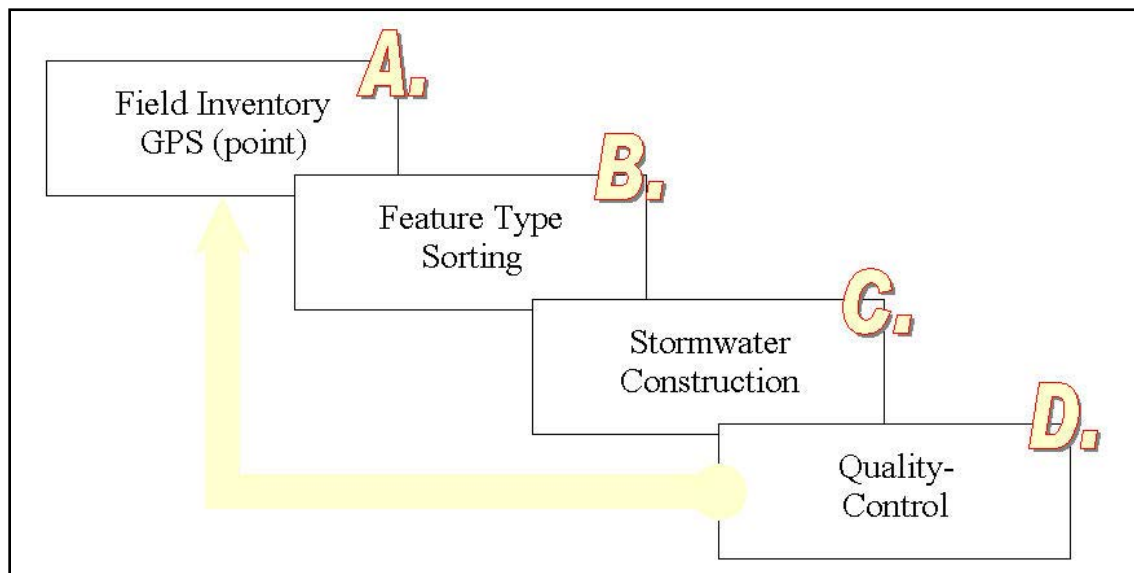 A.
Field Inventory
GPS (point)
B.
Feature Type
Sorting
C.
Stormwater
Construction
D.
Quality-
Control